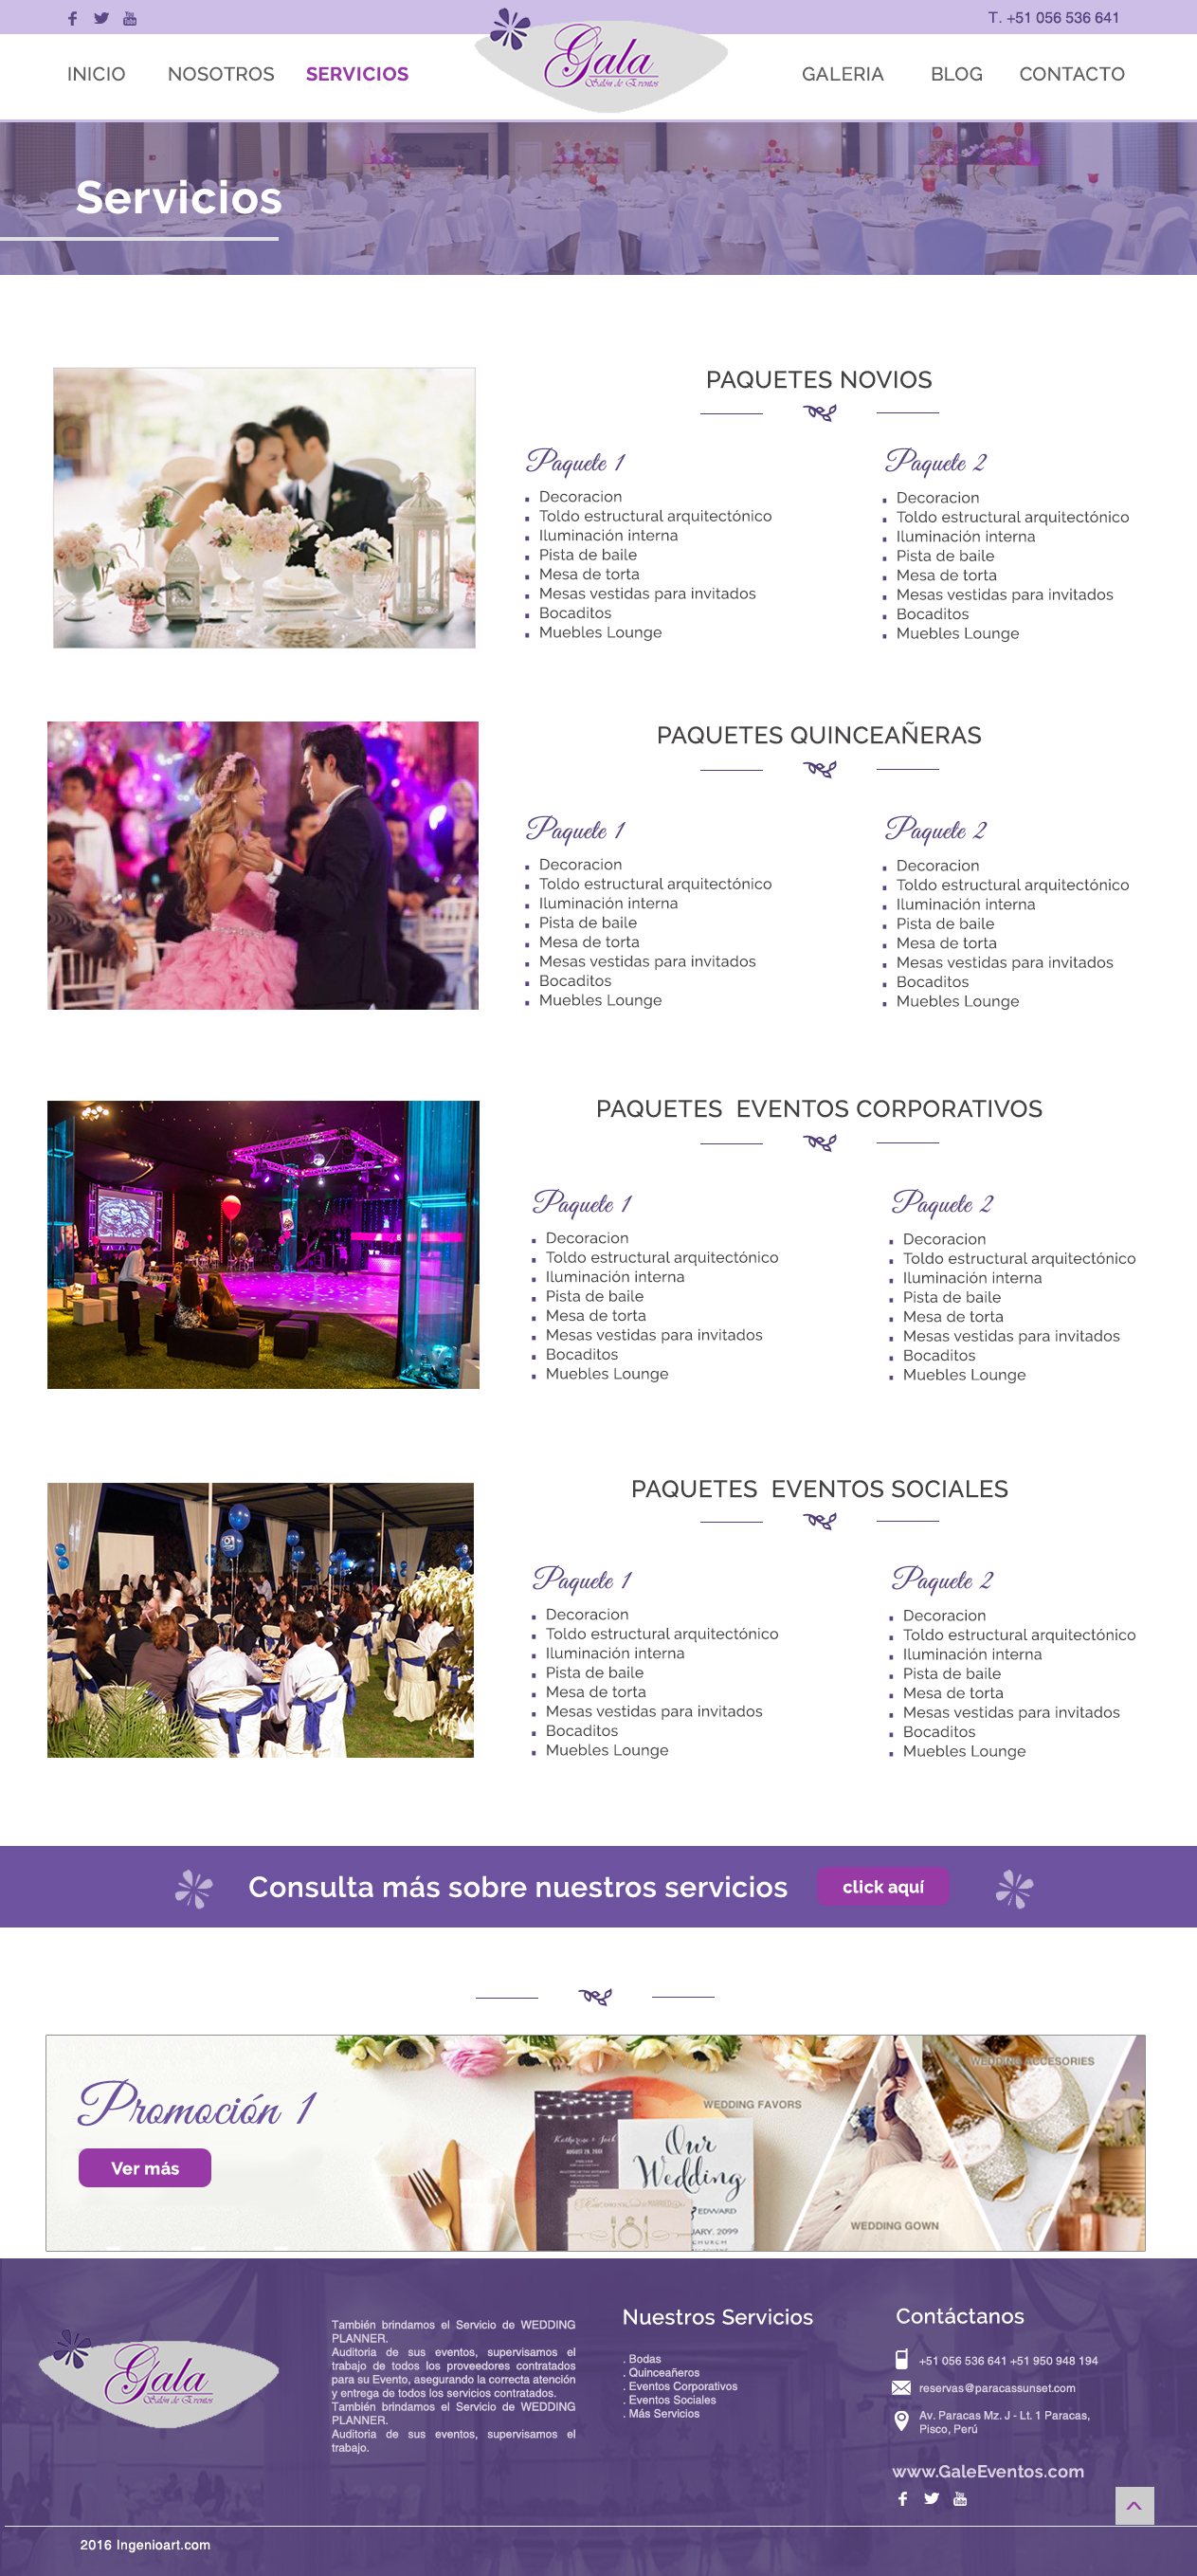 T. +51 056 536 641
INICIO NOSOTROS SERVICIOS
Gala
Salón de Eventos
GALERIA BLOG CONTACTO
Servicios
PAQUETES NOVIOS
Paquete 1
Decoracion
Toldo estructural arquitectónico
Iluminación interna
Pista de baile
Mesa de torta
Mesas vestidas para invitados
Bocaditos
Muebles Lounge
Paquete 2
Decoracion
Toldo estructural arquitectónico
Iluminación interna
Pista de baile
Mesa de torta
Mesas vestidas para invitados
Bocaditos
Muebles Lounge
PAQUETES QUINCEAÑERAS
Paquete 1
Decoracion
Toldo estructural arquitectónico
Iluminación interna
Pista de baile
Mesa de torta
Mesas vestidas para invitados
Bocaditos
Muebles Lounge
Paquete 2
Decoracion
Toldo estructural arquitectónico
Iluminación interna
Pista de baile
Mesa de torta
Mesas vestidas para invitados
Bocaditos
Muebles Lounge
PAQUETES EVENTOS CORPORATIVOS
Paquete 1
Decoracion
Toldo estructural arquitectónico
Iluminación interna
Pista de baile
Mesa de torta
Mesas vestidas para invitados
Bocaditos
Muebles Lounge
Paquete 2
Decoracion
Toldo estructural arquitectónico
Iluminación interna
Pista de baile
Mesa de torta
Mesas vestidas para invitados
Bocaditos
Muebles Lounge
PAQUETES EVENTOS SOCIALES
Paquete 1
Decoracion
Toldo estructural arquitectónico
Iluminación interna
Pista de baile
Mesa de torta
Mesas vestidas para invitados
Bocaditos
Muebles Lounge
Paquete 2
Decoracion
Toldo estructural arquitectónico
Iluminación interna
Pista de baile
Mesa de torta
Mesas vestidas para invitados
Bocaditos
Muebles Lounge
Consulta más sobre nuestros servicios
click aquí
Promoción 1
Ver más
WEDDING FAVORS
WEDDING ACCESORIES
WEDDING GOWN
Our
Wedding
EDWARD
2099
CHURCH
Gala
Salón de Eventos
También brindamos el Servicio de WEDDING
PLANNER.
Auditoria de sus eventos, supervisamos el
trabajo de todos los proveedores contratados
para su Evento, asegurando la correcta atención
y entrega de todos los servicios contratados.
También brindamos el Servicio de WEDDING
PLANNER.
Auditoria de sus eventos, supervisamos el
trabajo.
Nuestros Servicios
. Bodas
. Quinceañeros
. Eventos Corporativos
. Eventos Sociales
. Más Servicios
Contáctanos
+51 056 536 641 +51 950 948 194
reservas@paracassunset.com
Av. Paracas Mz. J - Lt. 1 Paracas,
Pisco, Perú
www.GaleEventos.com
2016 Ingenioart.com